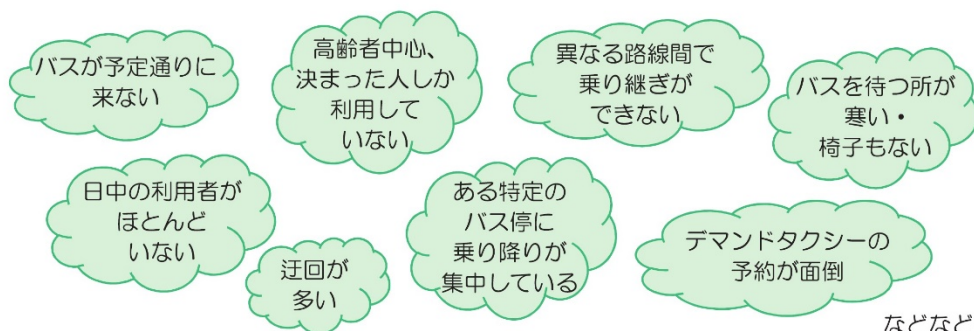 バスが予定通りに
来ない
高齢者中心、
決まった人しか
利用して
いない
異なる路線間で
乗り継ぎが
できない
バスを待つ所が
寒い・
椅子もない
日中の利用者が
ほとんど
いない
迂回が
多い
ある特定の
バス停に
乗り降りが
集中している
デマンドタクシーの
予約が面倒
などなど